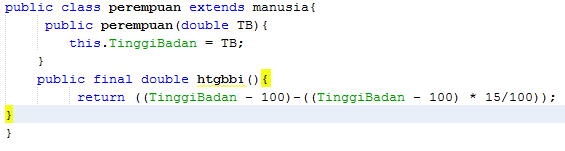 public class perempuan extends manusia{
public perempuan(double TB){
this.TinggiBadan = TB;
}
public final double htgbbi(){
return ((TinggiBadan - 100)-((TinggiBadan - 100) * 15/100));
}
}